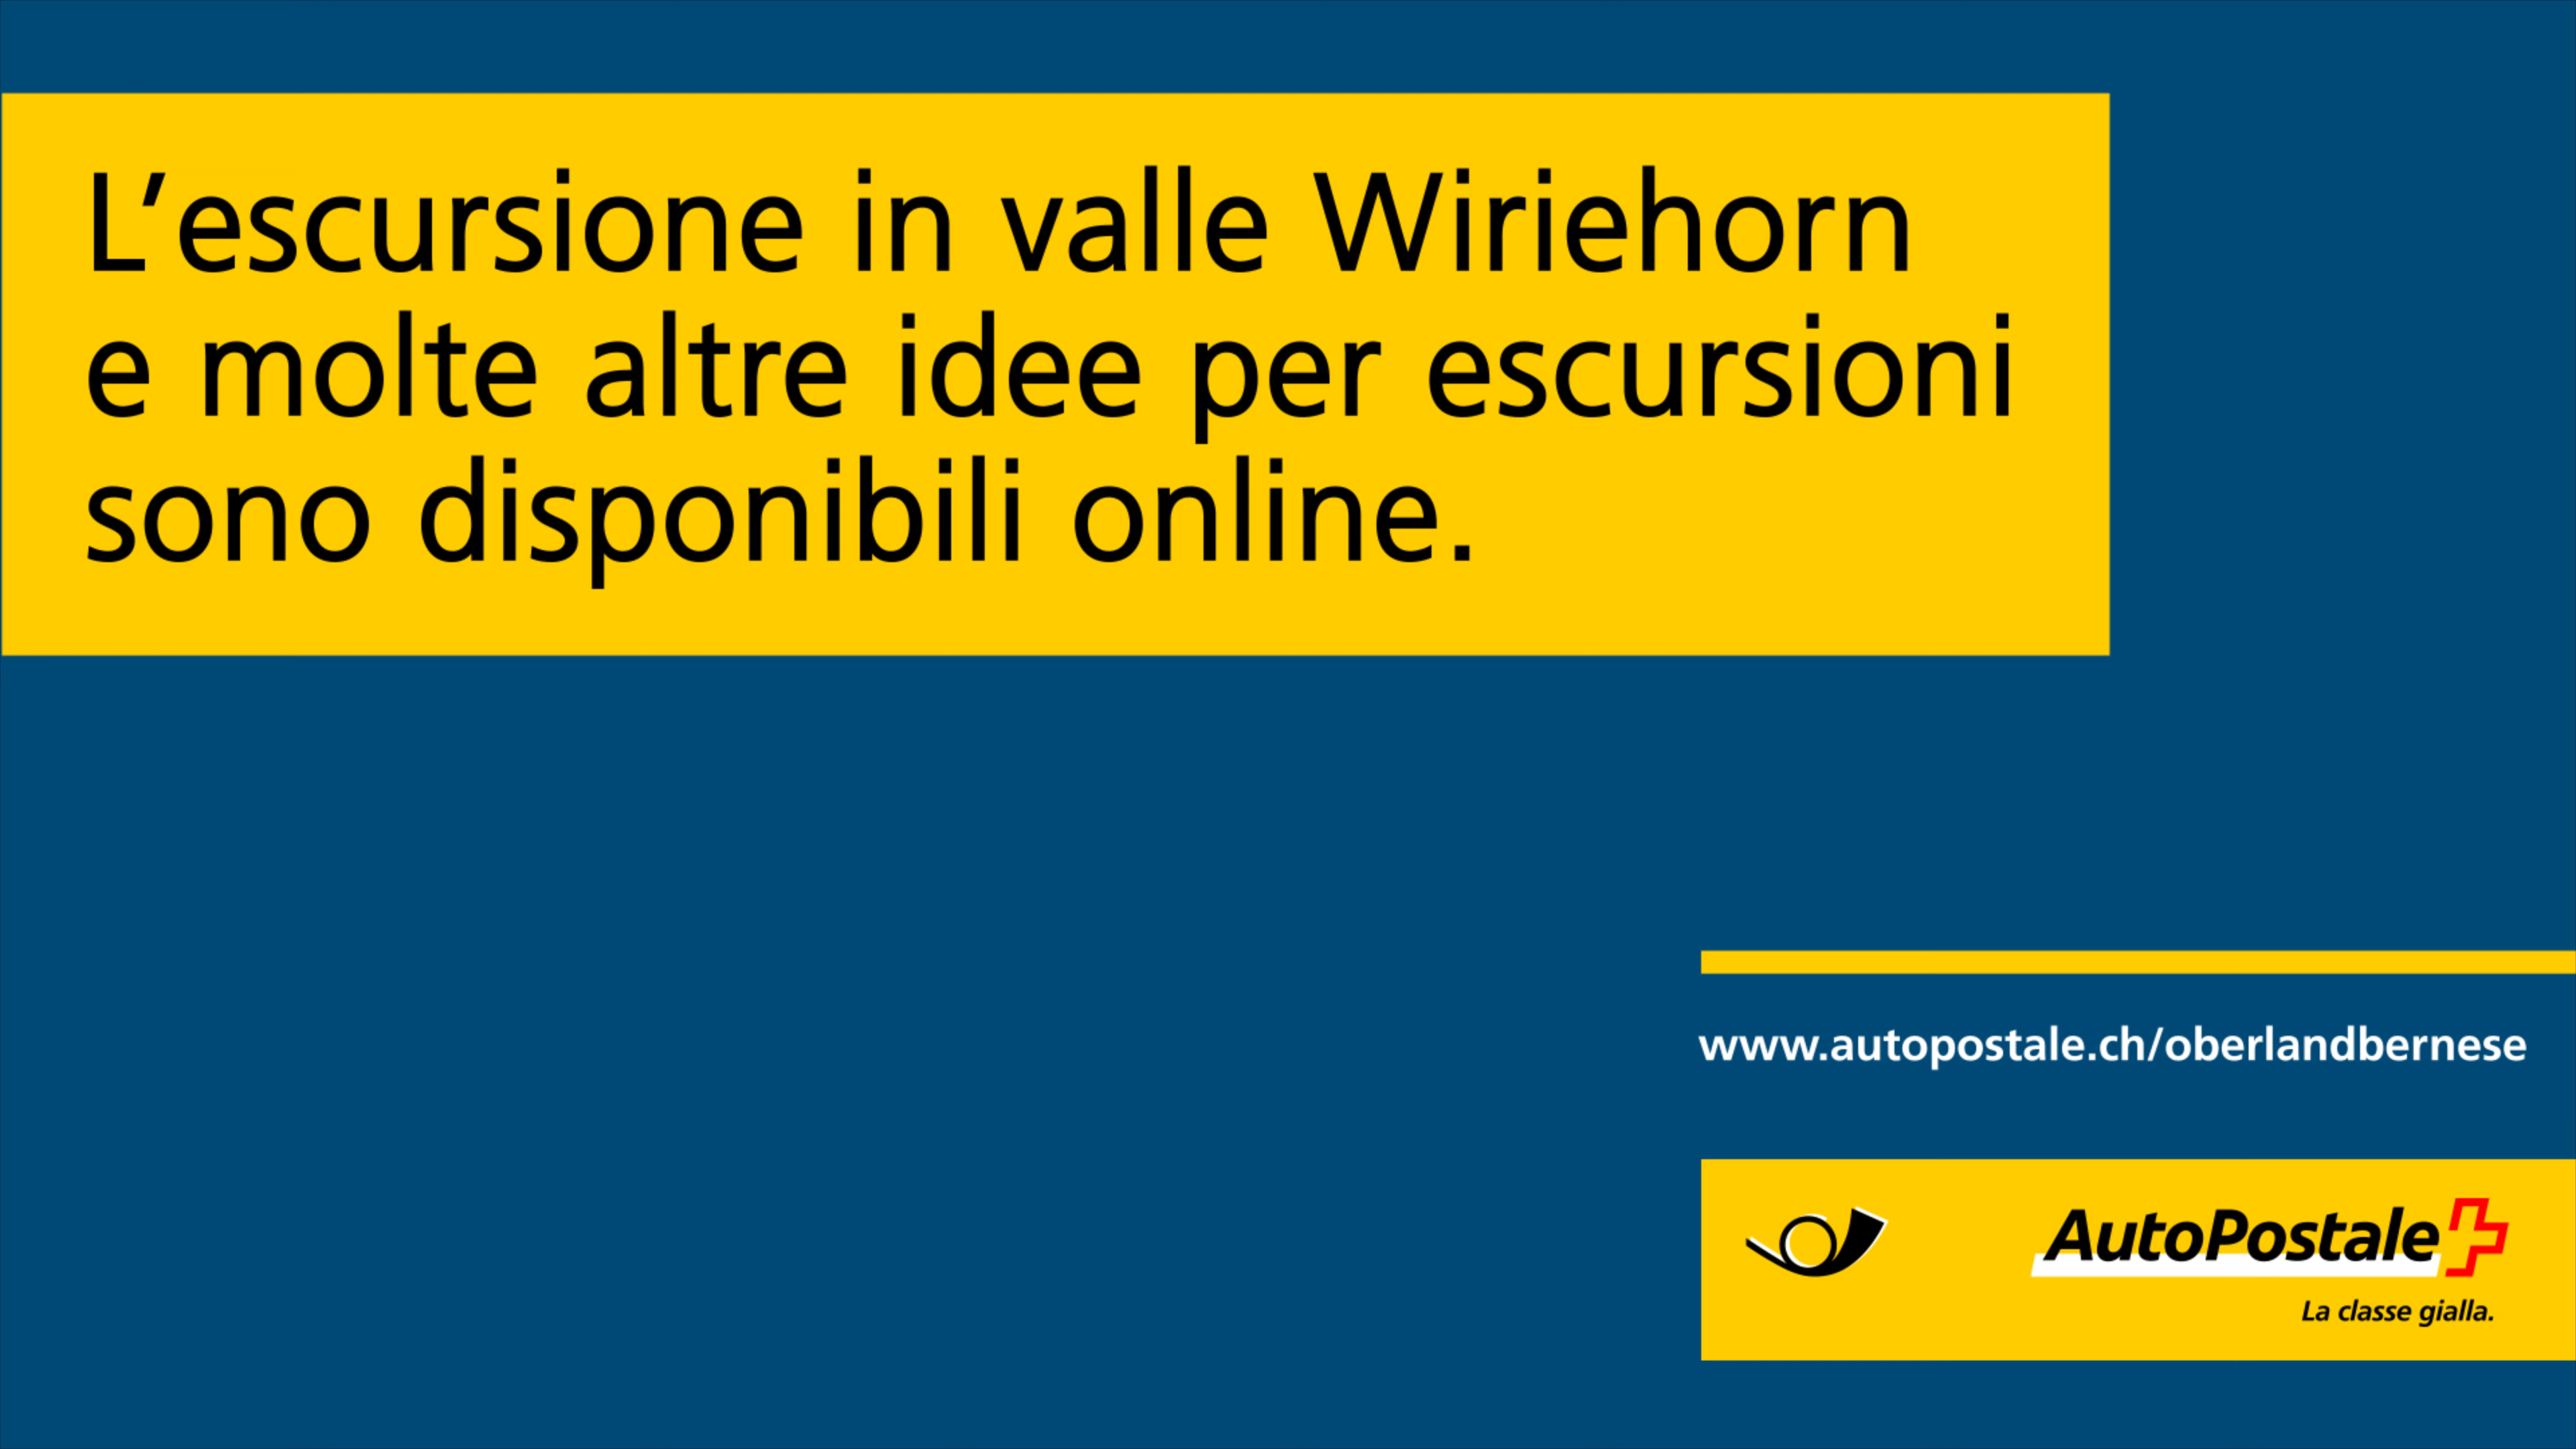 L’escursione in valle Wiriehorn
e molte altre idee per escursioni
sono disponibili online.
www.autopostale.ch/oberlandbernese
AutoPostale
La classe gialla.